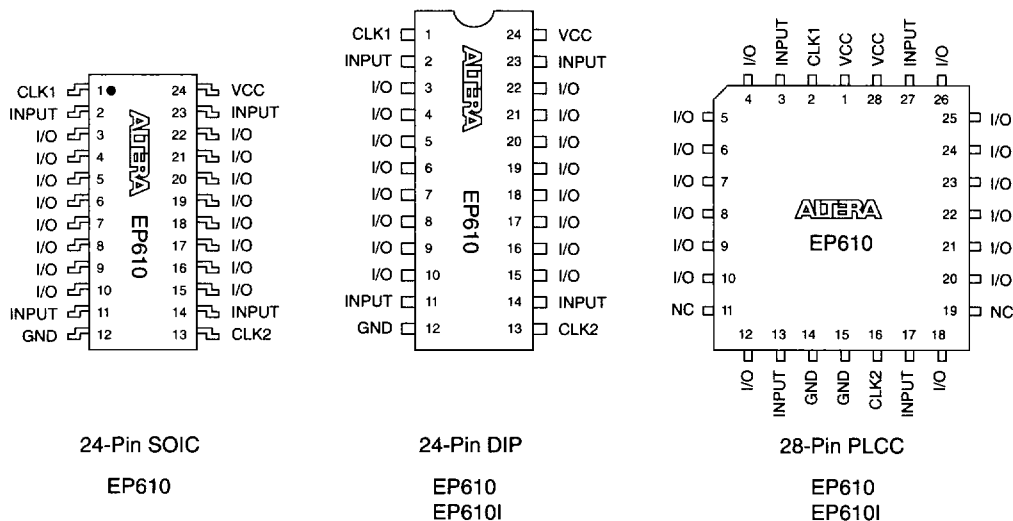 CLK1 1 24 VCC
INPUT 2 23 INPUT
I/O 3 22 I/O
I/O 4 21 I/O
I/O 5 20 I/O
I/O 6 19 I/O
I/O 7 18 I/O
I/O 8 17 I/O
I/O 9 16 I/O
I/O 10 15 I/O
INPUT 11 14 INPUT
GND 12 13 CLK2
ALTERA
EP610
24-Pin SOIC
EP610
CLK1 1 24 VCC
INPUT 2 23 INPUT
I/O 3 22 I/O
I/O 4 21 I/O
I/O 5 20 I/O
I/O 6 19 I/O
I/O 7 18 I/O
I/O 8 17 I/O
I/O 9 16 I/O
I/O 10 15 I/O
INPUT 11 14 INPUT
GND 12 13 CLK2
ALTERA
EP610
24-Pin DIP
EP610
EP610I
I/O INPUT CLK1 VCC VCC INPUT I/O
4 3 2 1 28 27 26
I/O 5 25 I/O
I/O 6 24 I/O
I/O 7 23 I/O
I/O 8 22 I/O
I/O 9 21 I/O
I/O 10 20 I/O
NC 11 19 NC
ALTERA
EP610
12 13 14 15 16 17 18
I/O INPUT GND GND CLK2 INPUT I/O
28-Pin PLCC
EP610
EP610I